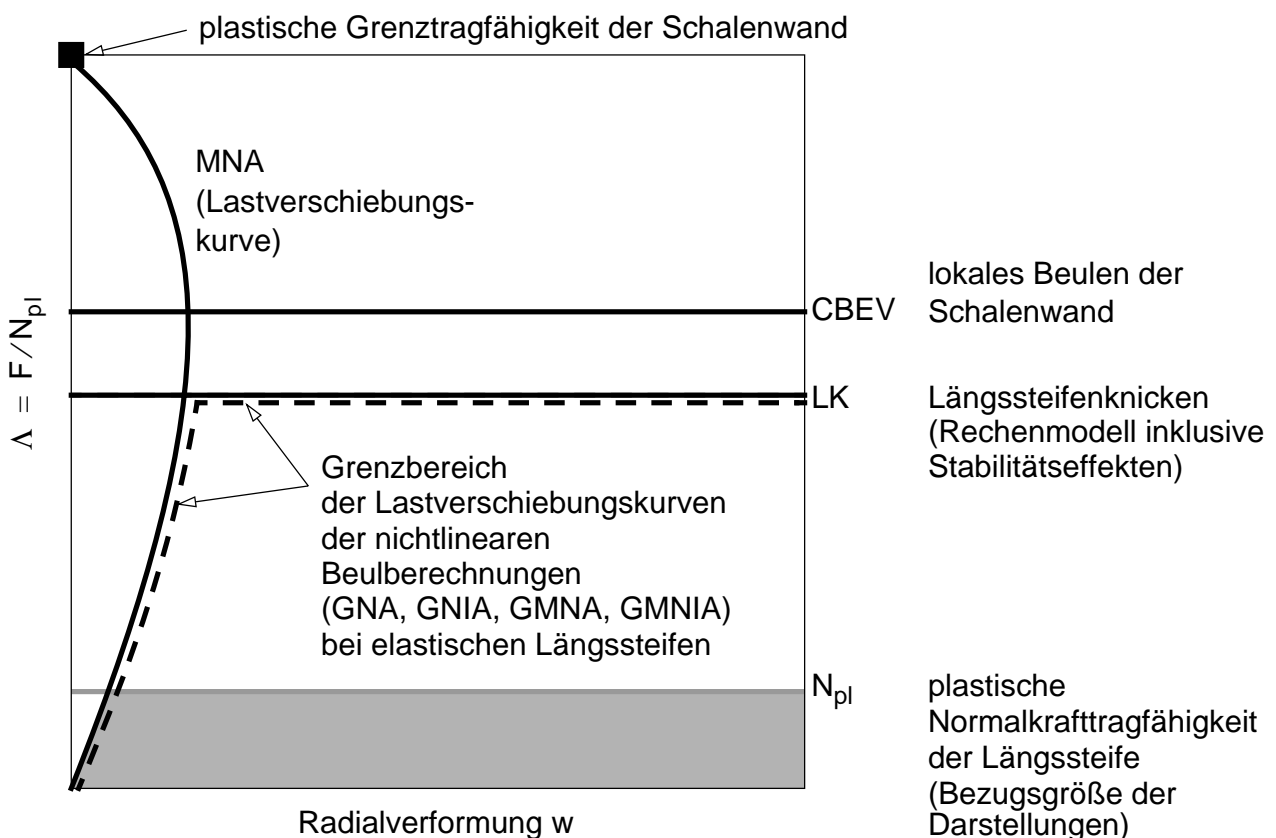 plastische Grenztragfähigkeit der Schalenwand
MNA
(Lastverschiebungs-
kurve)
Λ = F/Npl
CBEV
lokales Beulen der
Schalenwand
LK
Längssteifenknicken
(Rechenmodell inklusive
Stabilitätseffekten)
Grenzbereich
der Lastverschiebungskurven
der nichtlinearen
Beulberechnungen
(GNA, GNIA, GMNA, GMNIA)
bei elastischen Längssteifen
Npl
plastische
Normalkrafttragfähigkeit
der Längssteife
(Bezugsgröße der
Darstellungen)
Radialverformung w